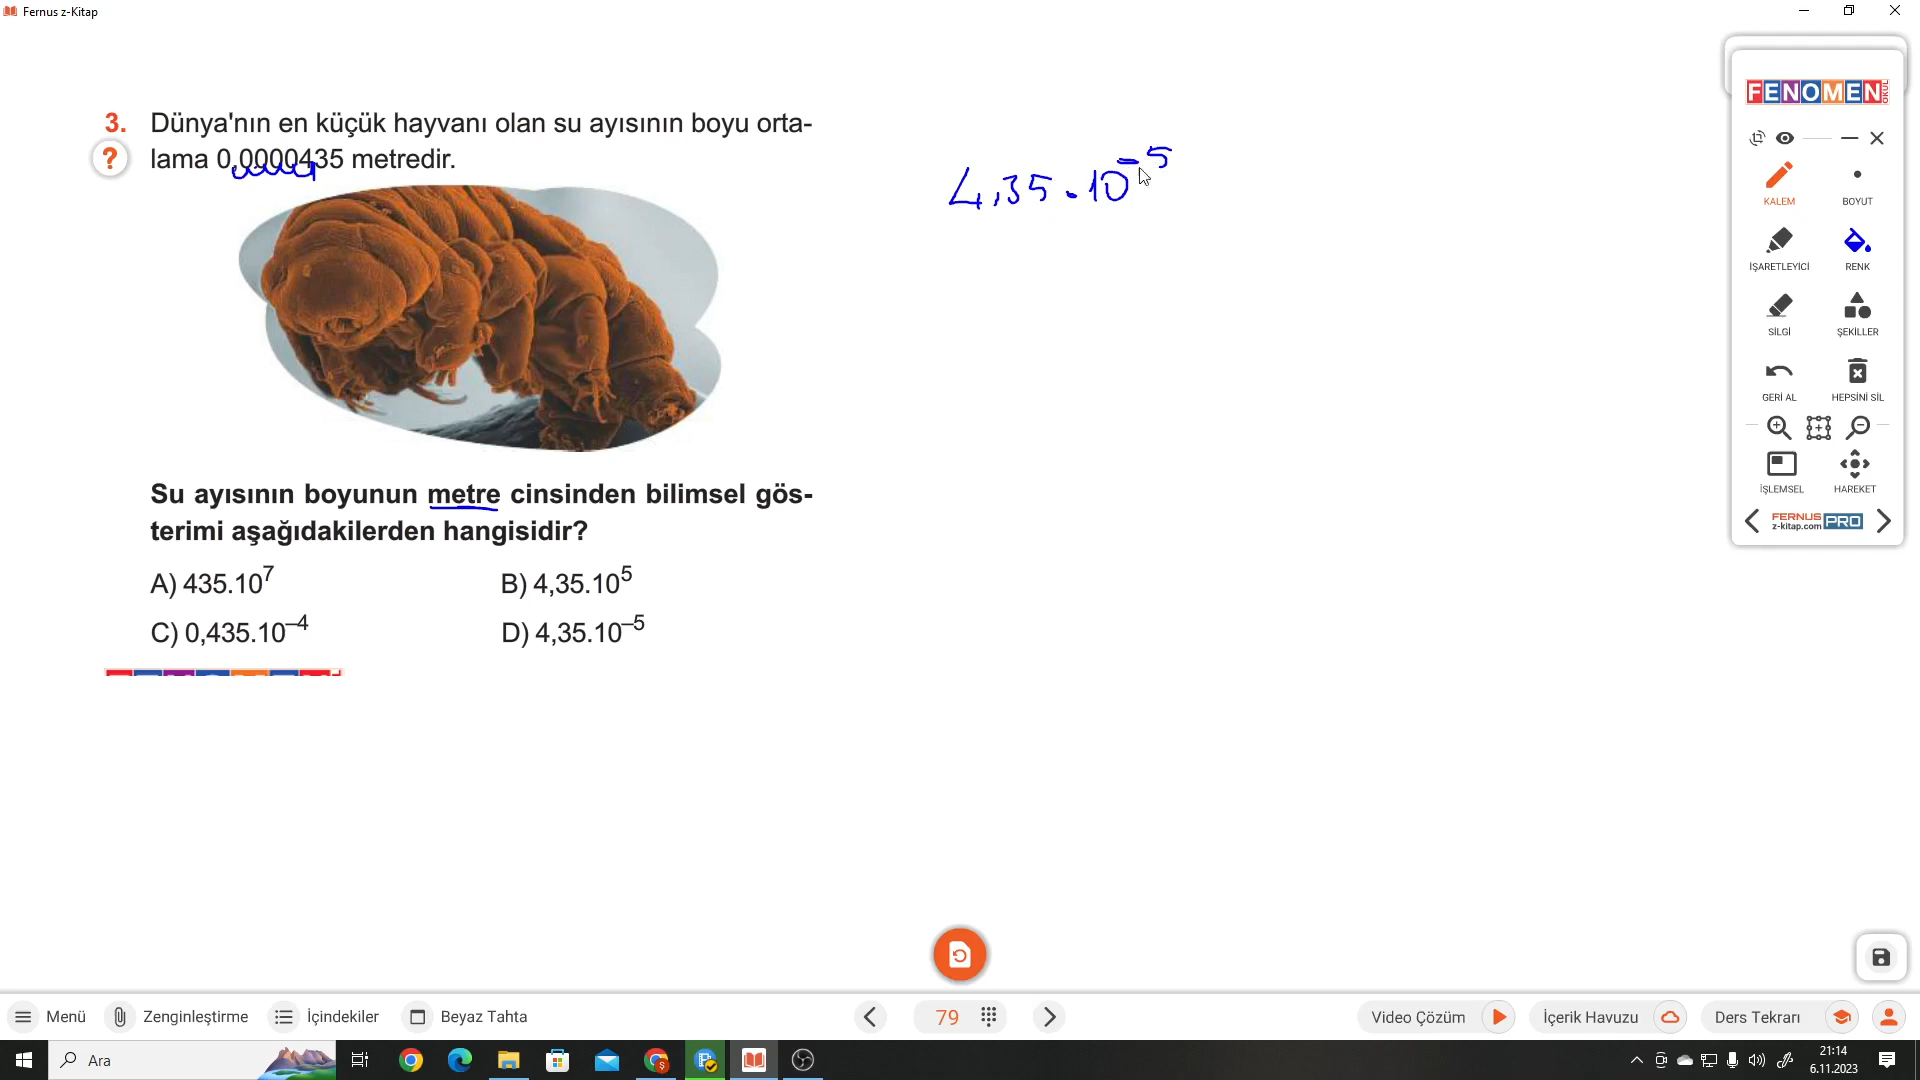 Fernus z-Kitap
3. Dünya'nın en küçük hayvanı olan su ayısının boyu orta-
? lama 0,0000435 metredir.
4,35.10⁻⁵
Su ayısının boyunun metre cinsinden bilimsel gös-
terimi aşağıdakilerden hangisidir?
A) 435.10⁷ B) 4,35.10⁵
C) 0,435.10⁻⁴ D) 4,35.10⁻⁵
FENOMEN OKUL
KALEM BOYUT
İŞARETLEYİCİ RENK
SİLGİ ŞEKİLLER
GERİ AL HEPSİNİ SİL
İŞLEMSEL HAREKET
FERNUS z-kitap.com PRO
Menü Zenginleştirme İçindekiler Beyaz Tahta 79 Video Çözüm İçerik Havuzu Ders Tekrarı
Ara
21:14
6.11.2023